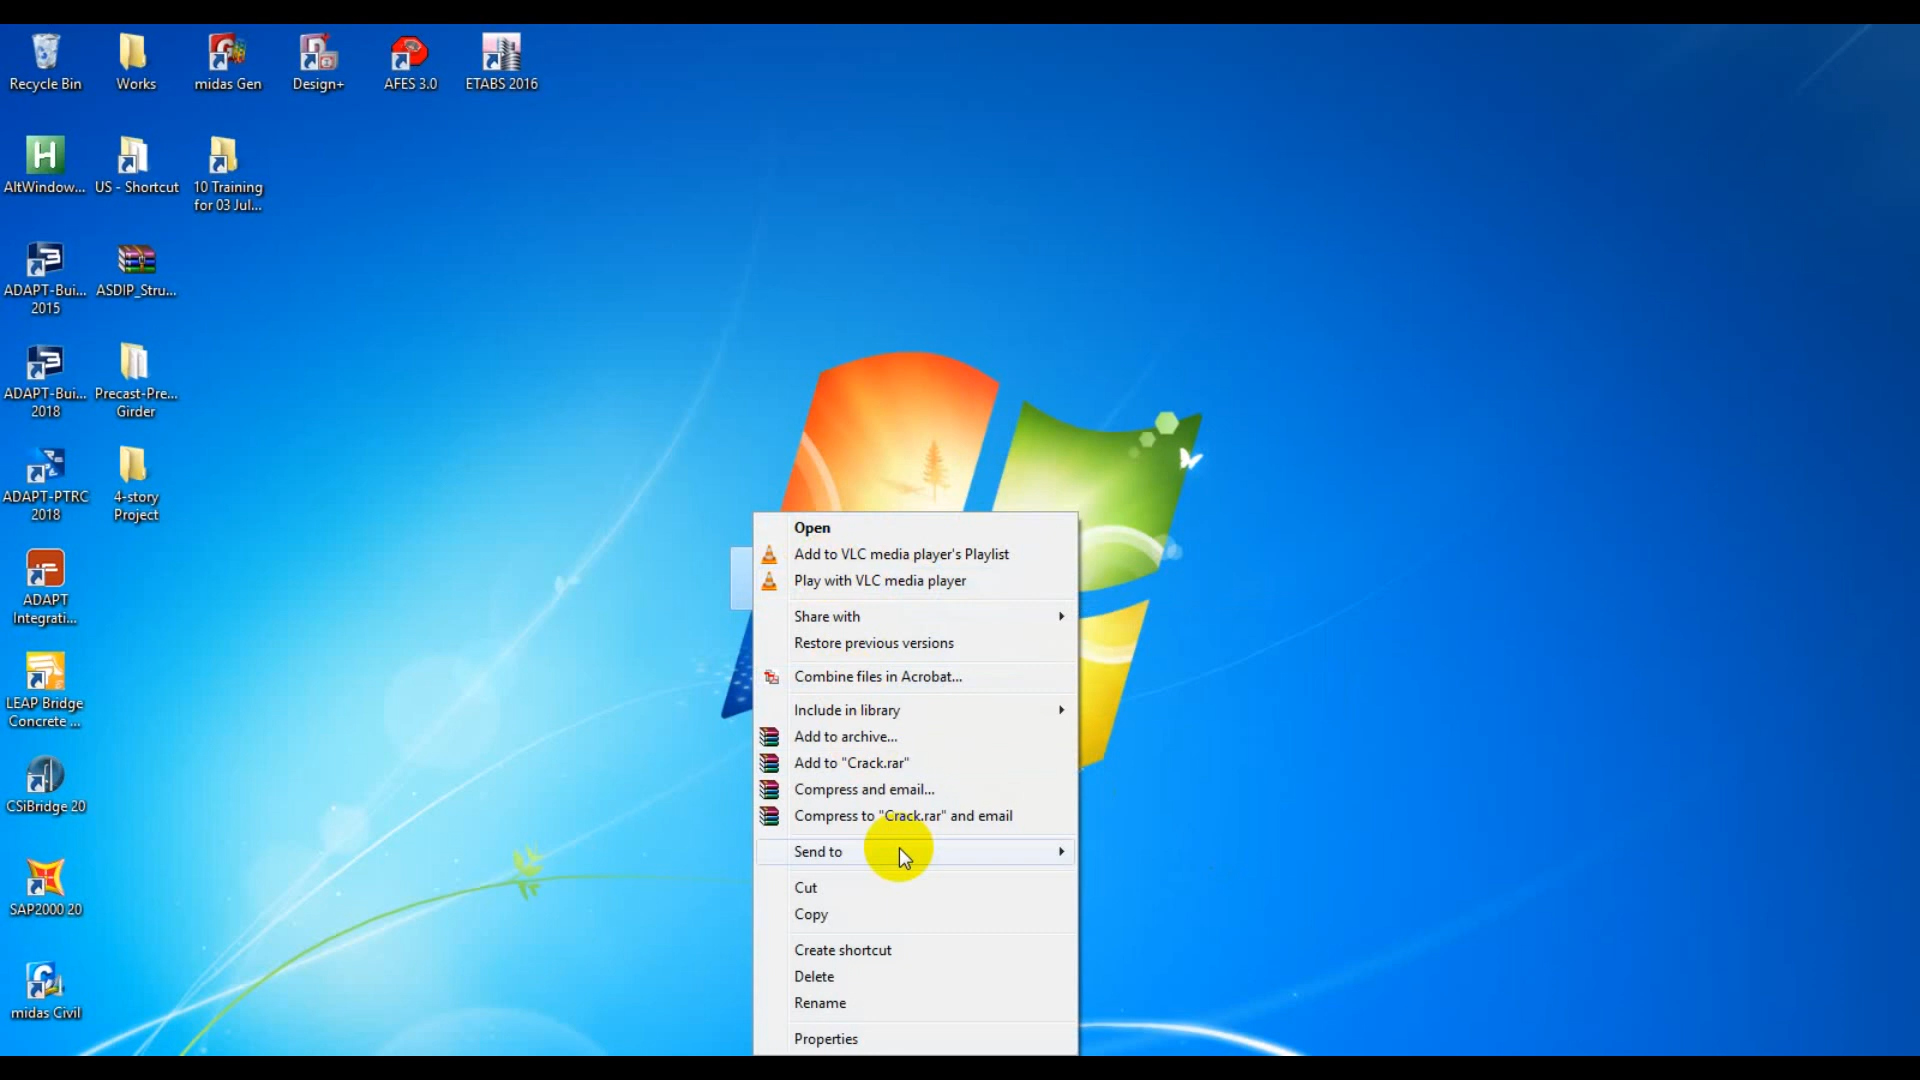 Recycle Bin
Works
midas Gen
Design+
AFES 3.0
ETABS 2016
AltWindow...
US - Shortcut
10 Training
for 03 Jul...
ADAPT-Bui...
2015
ASDIP_Stru...
ADAPT-Bui...
2018
Precast-Pre...
Girder
ADAPT-PTRC
2018
4-story
Project
ADAPT
Integrati...
LEAP Bridge
Concrete ...
CSiBridge 20
SAP2000 20
midas Civil
Open
Add to VLC media player's Playlist
Play with VLC media player
Share with
Restore previous versions
Combine files in Acrobat...
Include in library
Add to archive...
Add to "Crack.rar"
Compress and email...
Compress to "Crack.rar" and email
Send to
Cut
Copy
Create shortcut
Delete
Rename
Properties